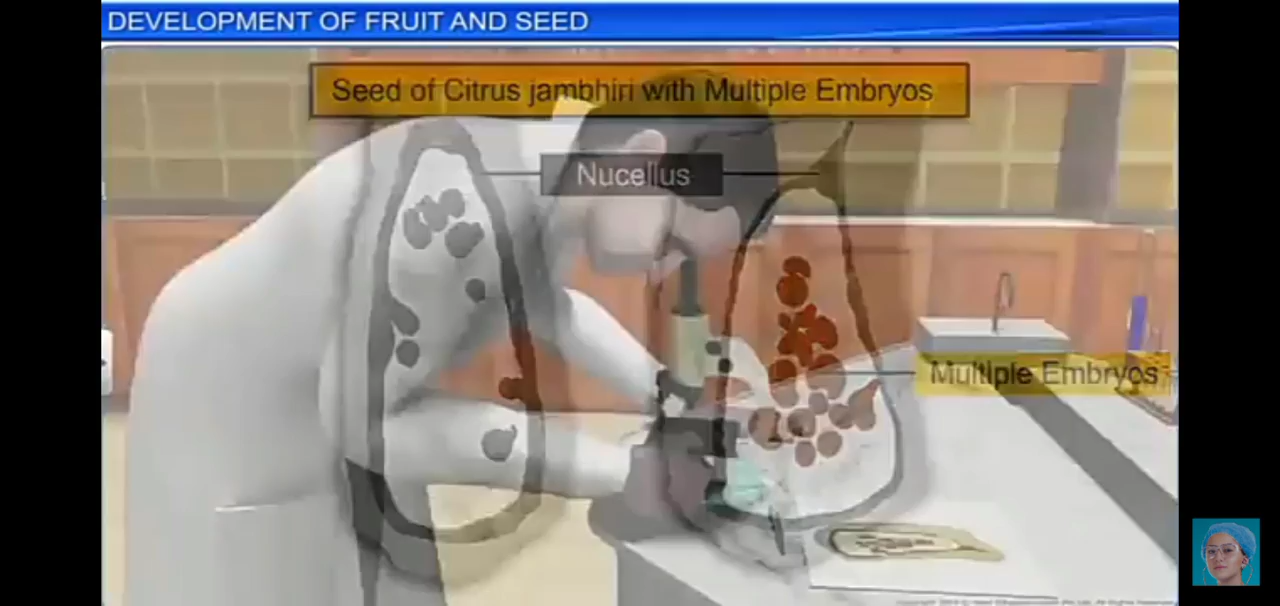 DEVELOPMENT OF FRUIT AND SEED
Seed of Citrus jambhiri with Multiple Embryos
Nucellus
Multiple Embryos